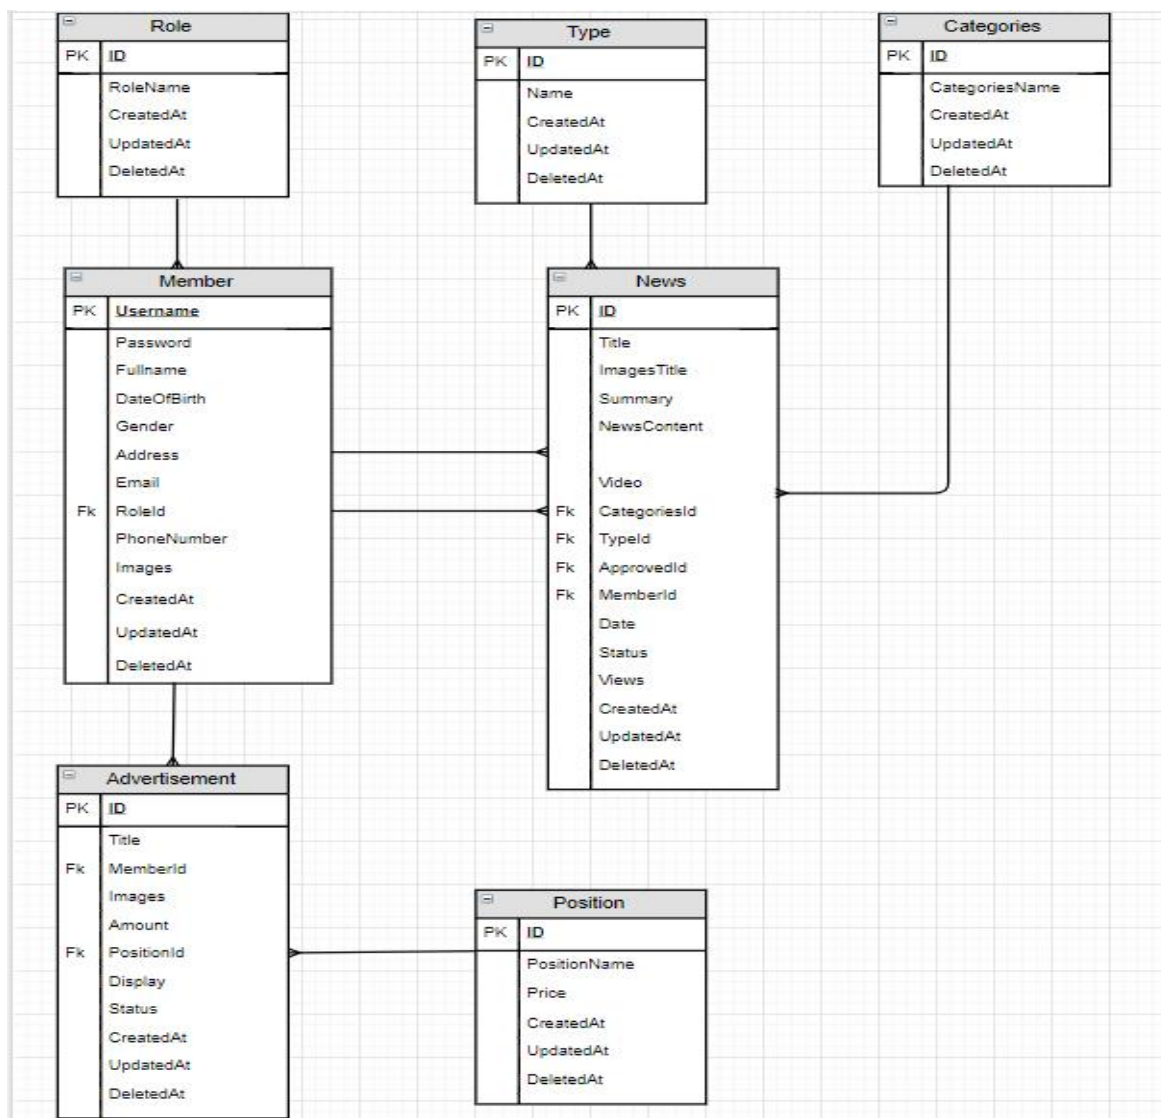 Role
PK ID
RoleName
CreatedAt
UpdatedAt
DeletedAt
Type
PK ID
Name
CreatedAt
UpdatedAt
DeletedAt
Categories
PK ID
CategoriesName
CreatedAt
UpdatedAt
DeletedAt
Member
PK Username
Password
Fullname
DateOfBirth
Gender
Address
Email
Fk RoleId
PhoneNumber
Images
CreatedAt
UpdatedAt
DeletedAt
News
PK ID
Title
ImagesTitle
Summary
NewsContent
Video
Fk CategoriesId
Fk TypeId
Fk ApprovedId
Fk MemberId
Date
Status
Views
CreatedAt
UpdatedAt
DeletedAt
Advertisement
PK ID
Title
Fk MemberId
Images
Amount
Fk PositionId
Display
Status
CreatedAt
UpdatedAt
DeletedAt
Position
PK ID
PositionName
Price
CreatedAt
UpdatedAt
DeletedAt